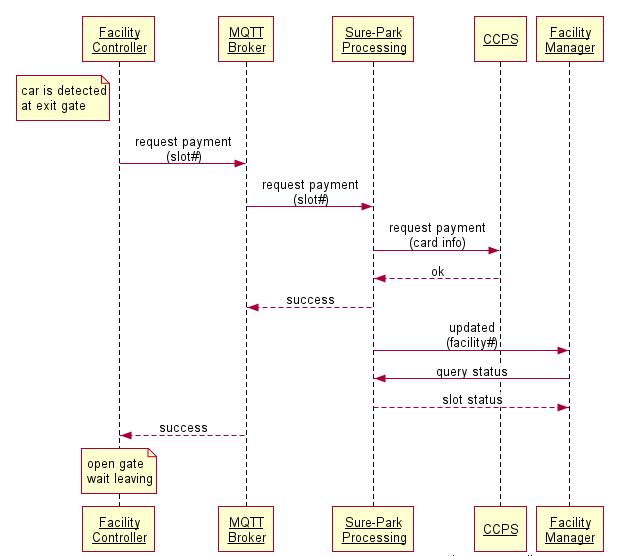 Facility
Controller
MQTT
Broker
Sure-Park
Processing
CCPS
Facility
Manager
car is detected
at exit gate
request payment
(slot#)
request payment
(slot#)
request payment
(card info)
ok
success
updated
(facility#)
query status
slot status
success
open gate
wait leaving
Facility
Controller
MQTT
Broker
Sure-Park
Processing
CCPS
Facility
Manager